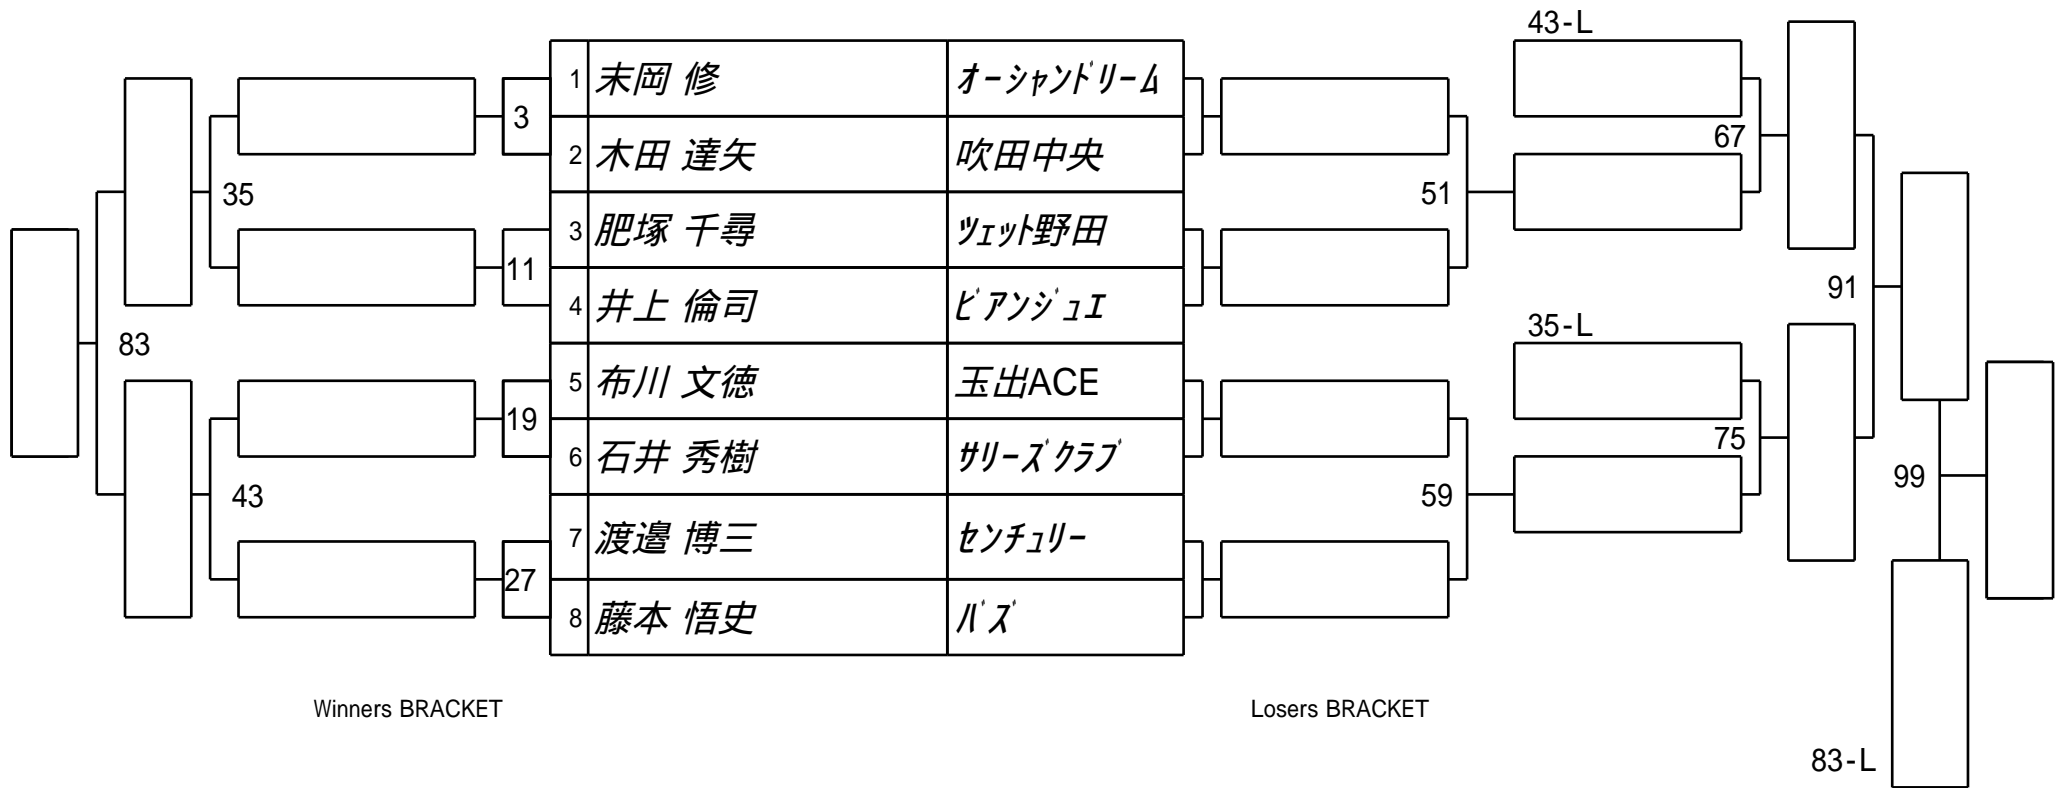 43-L
1 末岡 修 ｵｰｼｬﾝﾄﾞﾘｰﾑ
3
67
2 木田 達矢 吹田中央
35
51
3 肥塚 千尋 ﾂｪｯﾄ野田
11
91
4 井上 倫司 ﾋﾞｱﾝｼﾞｭｴ
35-L
83
5 布川 文徳 玉出ACE
19
75
6 石井 秀樹 ｻﾘｰｽﾞｸﾗﾌﾞ
43
59
99
7 渡邉 博三 ｾﾝﾁｭﾘｰ
27
8 藤本 悟史 ﾊﾞｽﾞ
Winners BRACKET
Losers BRACKET
83-L